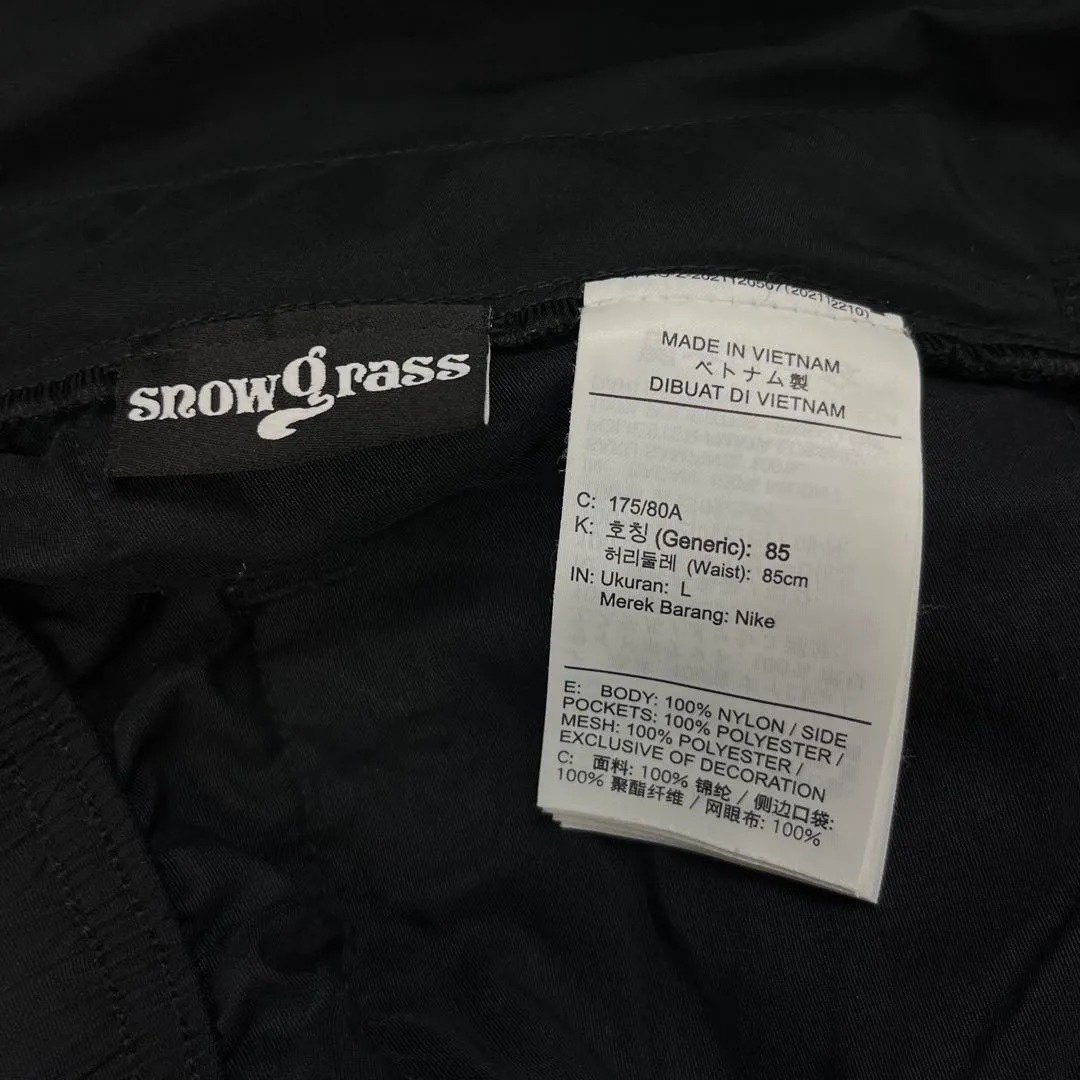 snowgrass
2-2021120507(202112210)
MADE IN VIETNAM
ベトナム製
DIBUAT DI VIETNAM
C: 175/80A
K: 호칭 (Generic): 85
허리둘레 (Waist): 85cm
IN: Ukuran: L
Merek Barang: Nike
E: BODY: 100% NYLON / SIDE
POCKETS: 100% POLYESTER /
MESH: 100% POLYESTER /
EXCLUSIVE OF DECORATION
C: 面料: 100% 锦纶 / 侧边口袋:
100% 聚酯纤维 / 网眼布: 100%